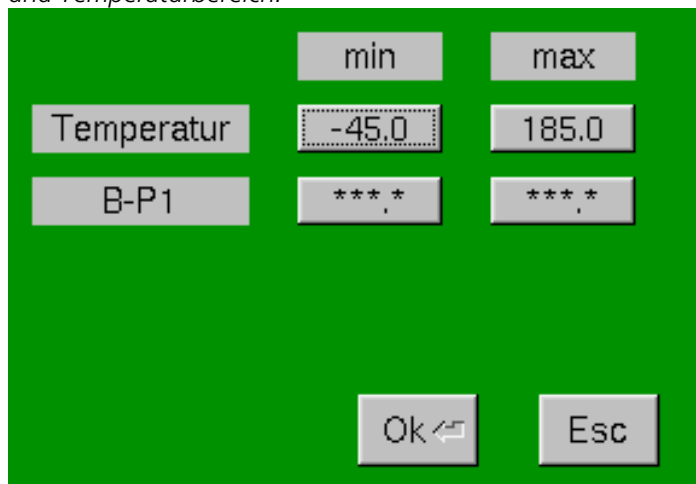 und Temperaturbereich.
min max
Temperatur -45.0 185.0
B-P1 ***.* ***.*
Ok Esc